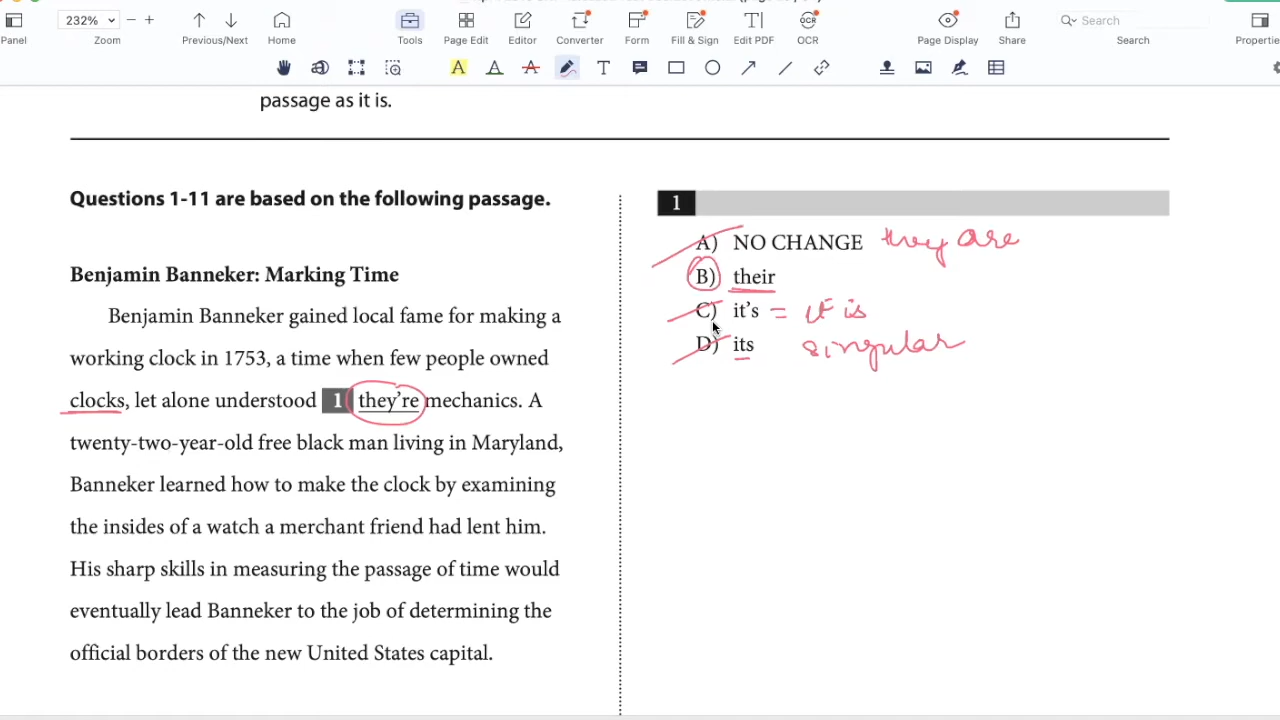 232%
Panel
Zoom
Previous/Next
Home
Tools
Page Edit
Editor
Converter
Form
Fill & Sign
Edit PDF
OCR
OCR
Page Display
Share
Search
Search
Propertie
passage as it is.
Questions 1-11 are based on the following passage.
Benjamin Banneker: Marking Time
Benjamin Banneker gained local fame for making a
working clock in 1753, a time when few people owned
clocks, let alone understood 1 they’re mechanics. A
twenty-two-year-old free black man living in Maryland,
Banneker learned how to make the clock by examining
the insides of a watch a merchant friend had lent him.
His sharp skills in measuring the passage of time would
eventually lead Banneker to the job of determining the
official borders of the new United States capital.
1
A) NO CHANGE they are
B) their
C) it’s = it is
D) its singular